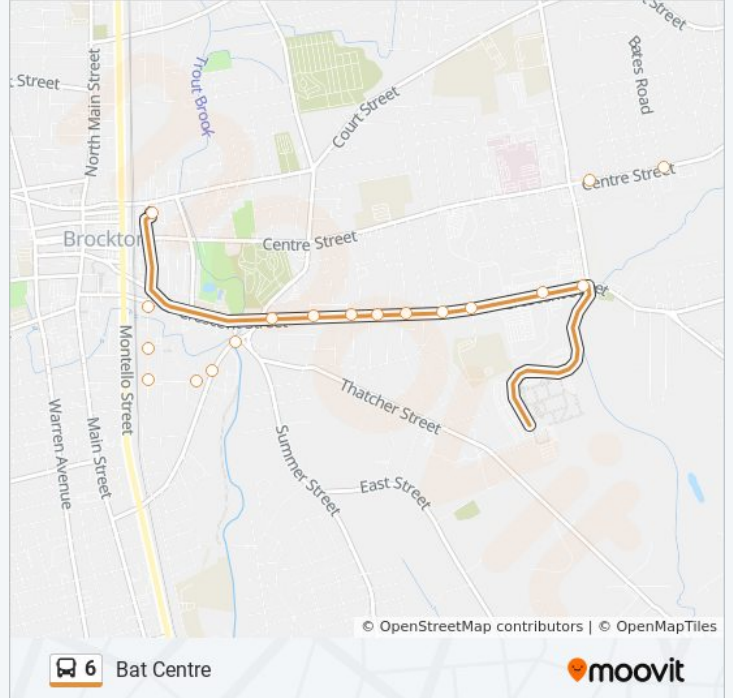 Street
Bates Road
t Street
North Main Street
Trout Brook
Court Street
Centre Street
Brockton
Centre Street
Street
Montello Street
Thatcher Street
Warren Avenue
Main Street
Summer Street
East Street
© OpenStreetMap contributors | © OpenMapTiles
6 Bat Centre
moovit